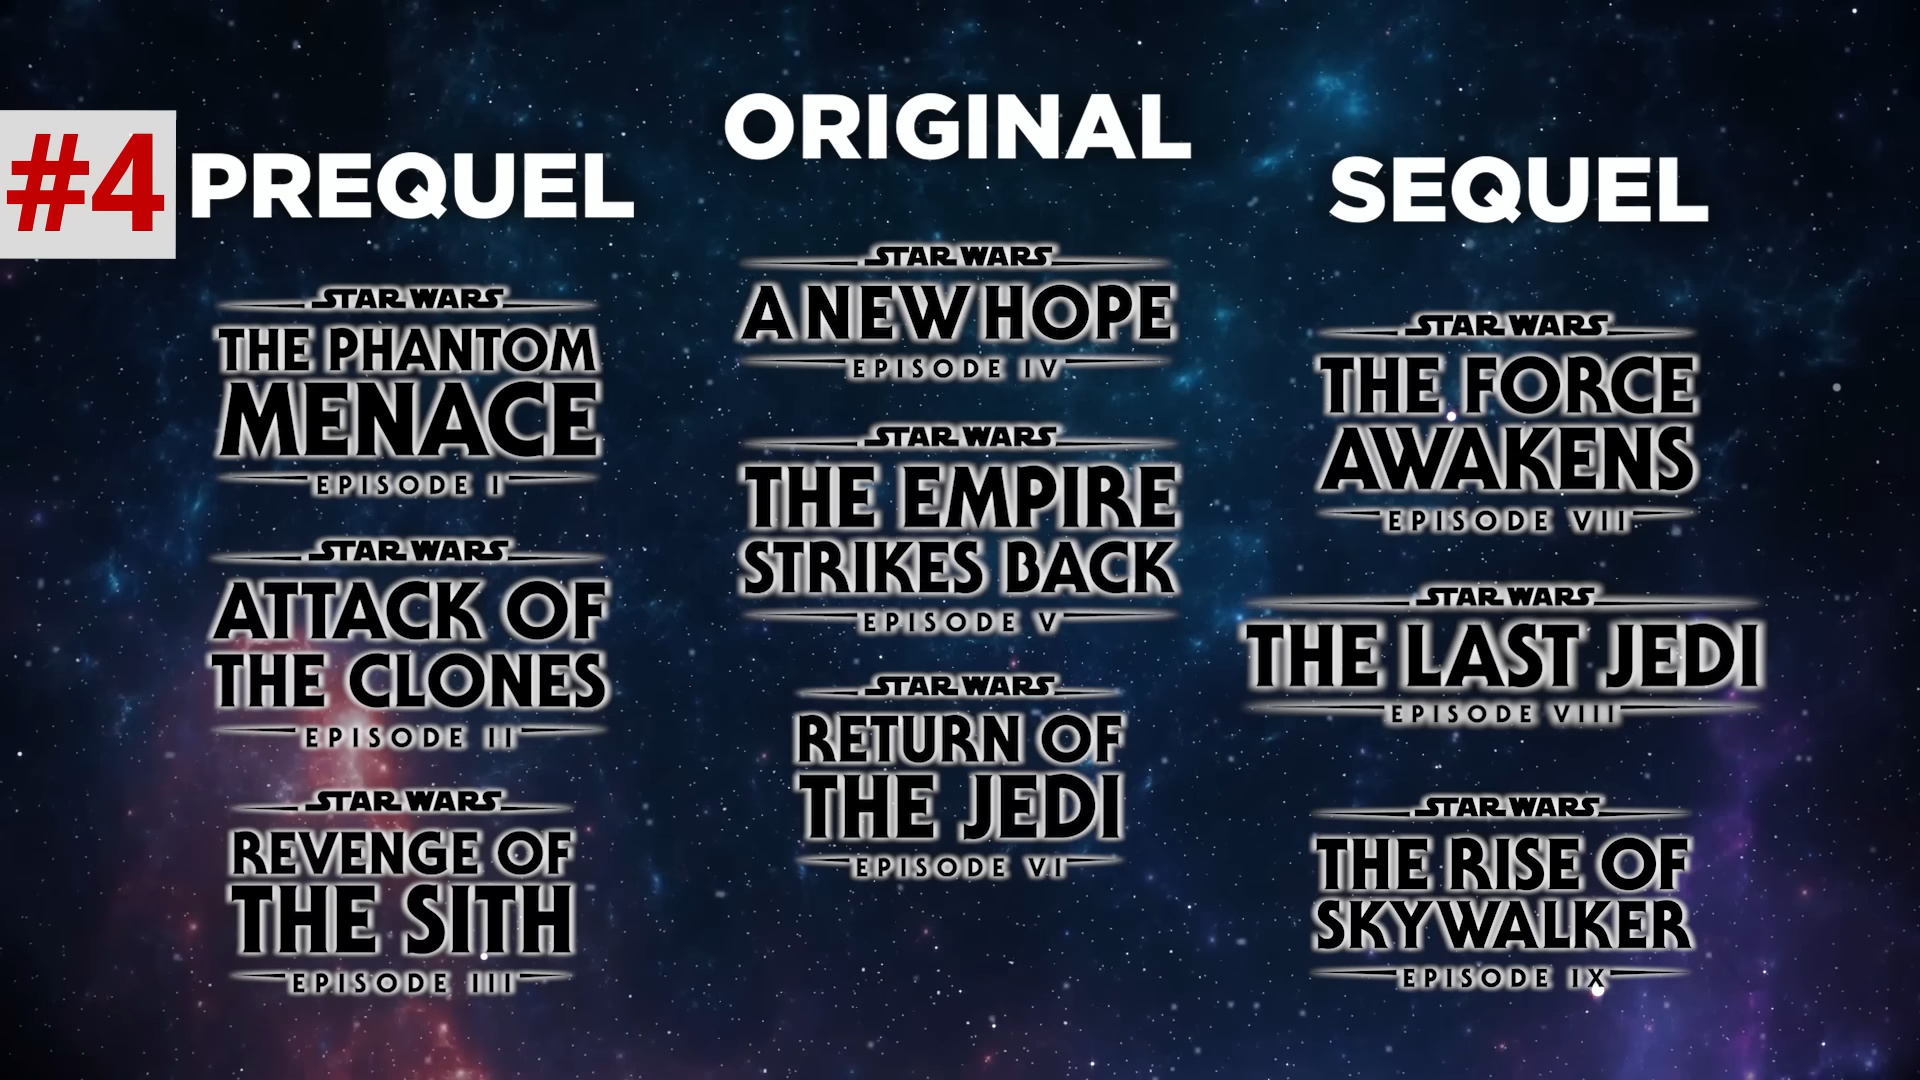 #4
PREQUEL
STAR WARS
THE PHANTOM
MENACE
EPISODE I
STAR WARS
ATTACK OF
THE CLONES
EPISODE II
STAR WARS
REVENGE OF
THE SITH
EPISODE III
ORIGINAL
STAR WARS
A NEW HOPE
EPISODE IV
STAR WARS
THE EMPIRE
STRIKES BACK
EPISODE V
STAR WARS
RETURN OF
THE JEDI
EPISODE VI
SEQUEL
STAR WARS
THE FORCE
AWAKENS
EPISODE VII
STAR WARS
THE LAST JEDI
EPISODE VIII
STAR WARS
THE RISE OF
SKYWALKER
EPISODE IX